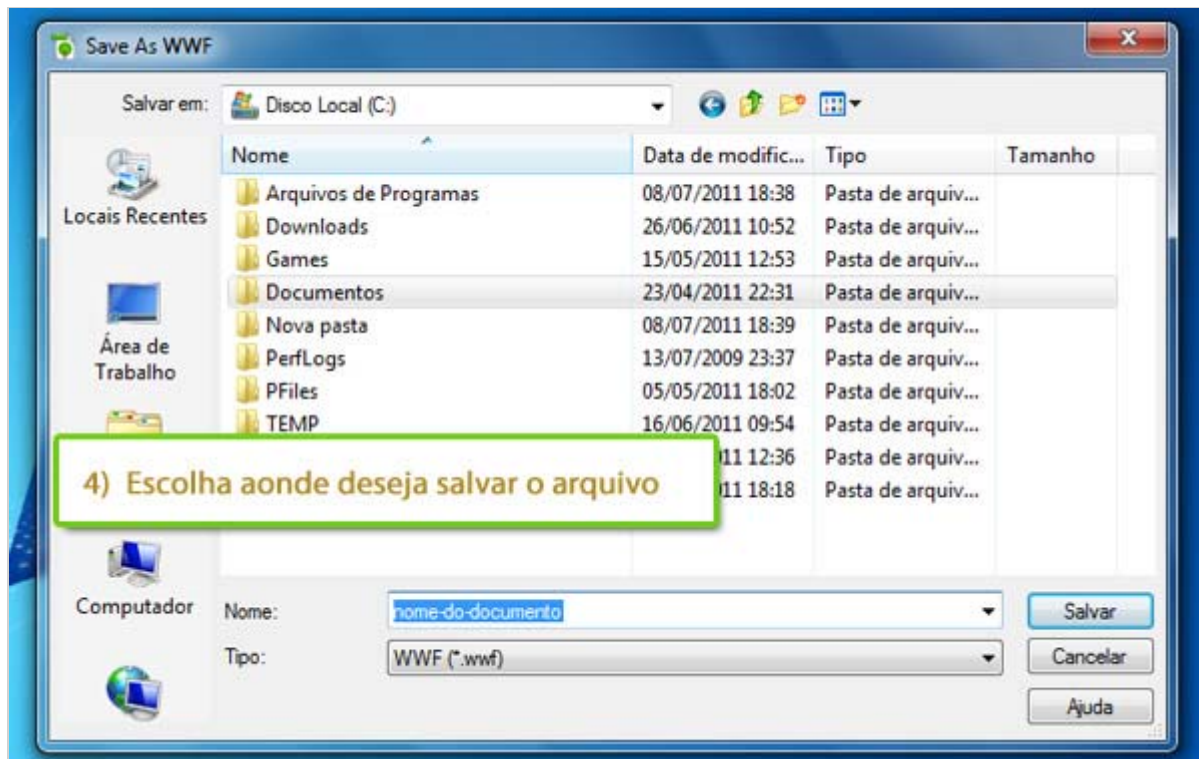 Save As WWF
Salvar em: Disco Local (C:)
Nome Data de modific... Tipo Tamanho
Arquivos de Programas 08/07/2011 18:38 Pasta de arquiv...
Downloads 26/06/2011 10:52 Pasta de arquiv...
Games 15/05/2011 12:53 Pasta de arquiv...
Documentos 23/04/2011 22:31 Pasta de arquiv...
Nova pasta 08/07/2011 18:39 Pasta de arquiv...
PerfLogs 13/07/2009 23:37 Pasta de arquiv...
PFiles 05/05/2011 18:02 Pasta de arquiv...
TEMP 16/06/2011 09:54 Pasta de arquiv...
11 12:36 Pasta de arquiv...
11 18:18 Pasta de arquiv...
Locais Recentes
Área de
Trabalho
4) Escolha aonde deseja salvar o arquivo
Computador
Nome: nome-do-documento Salvar
Tipo: WWF (*.wwf) Cancelar
Ajuda